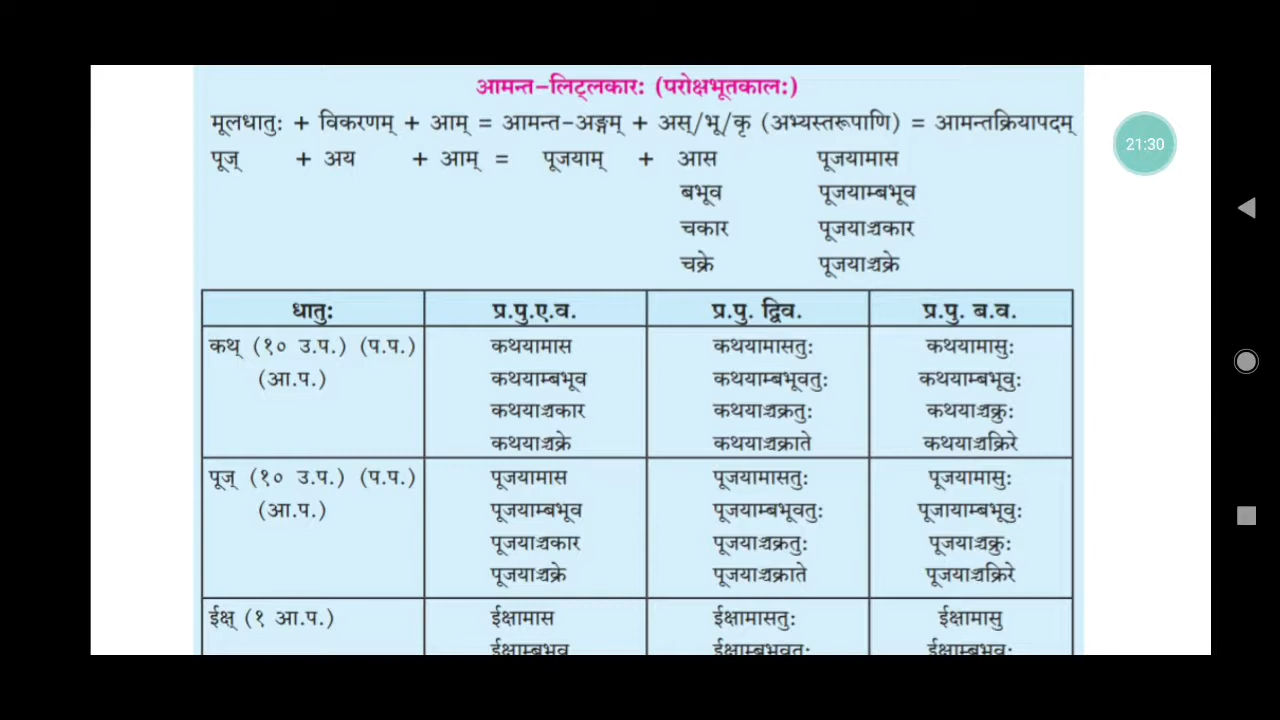 आमन्त-लिट्लकारः (परोक्षभूतकालः)
मूलधातुः + विकरणम् + आम् = आमन्त-अङ्गम् + अस्/भू/कृ (अभ्यस्तरूपाणि) = आमन्तक्रियापदम्
21:30
पूज् + अय + आम् = पूजयाम् + आस पूजयामास
बभूव पूजयाम्बभूव
चकार पूजयाञ्चकार
चक्रे पूजयाञ्चक्रे
धातुः प्र.पु.ए.व. प्र.पु. द्विव. प्र.पु. ब.व.
कथ् (१० उ.प.) (प.प.) कथयामास कथयामासतुः कथयामासुः
(आ.प.) कथयाम्बभूव कथयाम्बभूवतुः कथयाम्बभूवुः
कथयाञ्चकार कथयाञ्चक्रतुः कथयाञ्चक्रुः
कथयाञ्चक्रे कथयाञ्चक्राते कथयाञ्चक्रिरे
पूज् (१० उ.प.) (प.प.) पूजयामास पूजयामासतुः पूजयामासुः
(आ.प.) पूजयाम्बभूव पूजयाम्बभूवतुः पूजायाम्बभूवुः
पूजयाञ्चकार पूजयाञ्चक्रतुः पूजयाञ्चक्रुः
पूजयाञ्चक्रे पूजयाञ्चक्राते पूजयाञ्चक्रिरे
ईक्ष् (१ आ.प.) ईक्षामास ईक्षामासतुः ईक्षामासु